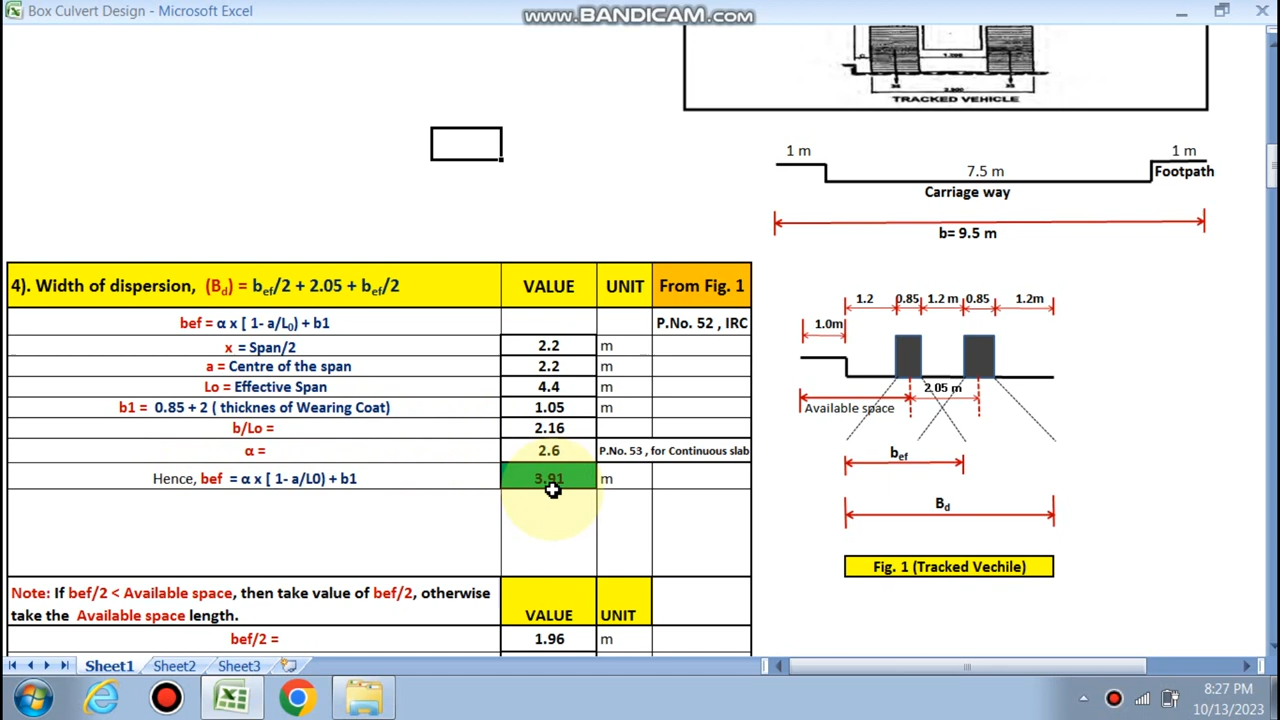 Box Culvert Design - Microsoft Excel
www.BANDICAM.com
TRACKED VEHICLE
1 m
1 m
7.5 m
Footpath
Carriage way
b= 9.5 m
4). Width of dispersion, (Bd) = bef/2 + 2.05 + bef/2 VALUE UNIT From Fig. 1
bef = α x [ 1- a/L0) + b1 P.No. 52 , IRC
x = Span/2 2.2 m
a = Centre of the span 2.2 m
Lo = Effective Span 4.4 m
b1 = 0.85 + 2 ( thicknes of Wearing Coat) 1.05 m
b/Lo = 2.16
α = 2.6 P.No. 53 , for Continuous slab
Hence, bef = α x [ 1- a/L0) + b1 3.91 m
1.2 0.85 1.2 m 0.85 1.2m
1.0m
2.05 m
Available space
bef
Bd
Fig. 1 (Tracked Vechile)
Note: If bef/2 < Available space, then take value of bef/2, otherwise
take the Available space length. VALUE UNIT
bef/2 = 1.96 m
Sheet1 Sheet2 Sheet3
8:27 PM
10/13/2023